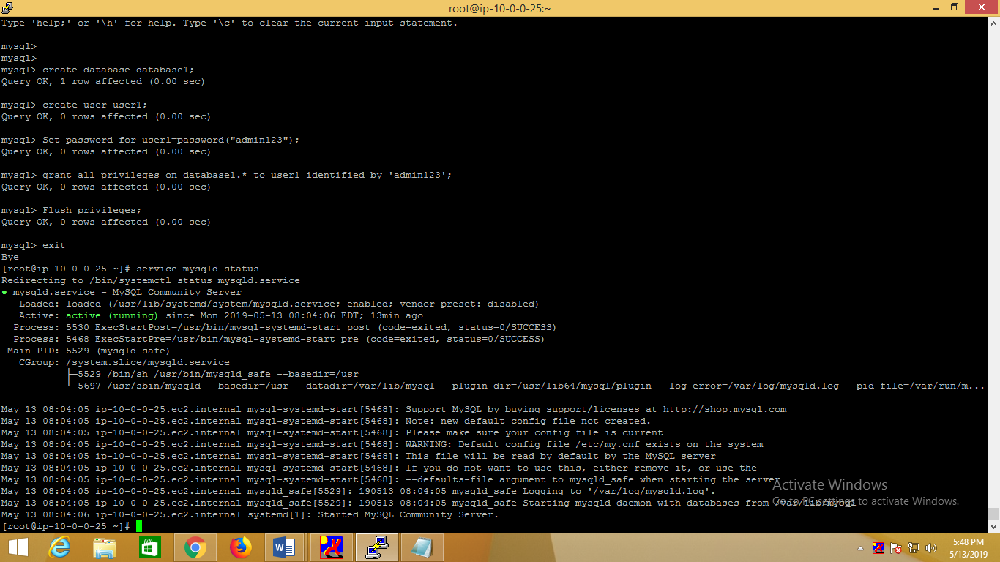 root@ip-10-0-0-25:~
Type 'help;' or '\h' for help. Type '\c' to clear the current input statement.
mysql>
mysql>
mysql> create database database1;
Query OK, 1 row affected (0.00 sec)
mysql> create user user1;
Query OK, 0 rows affected (0.00 sec)
mysql> Set password for user1=password("admin123");
Query OK, 0 rows affected (0.00 sec)
mysql> grant all privileges on database1.* to user1 identified by 'admin123';
Query OK, 0 rows affected (0.00 sec)
mysql> Flush privileges;
Query OK, 0 rows affected (0.00 sec)
mysql> exit
Bye
[root@ip-10-0-0-25 ~]# service mysqld status
Redirecting to /bin/systemctl status mysqld.service
● mysqld.service - MySQL Community Server
Loaded: loaded (/usr/lib/systemd/system/mysqld.service; enabled; vendor preset: disabled)
Active: active (running) since Mon 2019-05-13 08:04:06 EDT; 13min ago
Process: 5530 ExecStartPost=/usr/bin/mysql-systemd-start post (code=exited, status=0/SUCCESS)
Process: 5468 ExecStartPre=/usr/bin/mysql-systemd-start pre (code=exited, status=0/SUCCESS)
Main PID: 5529 (mysqld_safe)
CGroup: /system.slice/mysqld.service
├─5529 /bin/sh /usr/bin/mysqld_safe --basedir=/usr
└─5697 /usr/sbin/mysqld --basedir=/usr --datadir=/var/lib/mysql --plugin-dir=/usr/lib64/mysql/plugin --log-error=/var/log/mysqld.log --pid-file=/var/run/m...
May 13 08:04:05 ip-10-0-0-25.ec2.internal mysql-systemd-start[5468]: Support MySQL by buying support/licenses at http://shop.mysql.com
May 13 08:04:05 ip-10-0-0-25.ec2.internal mysql-systemd-start[5468]: Note: new default config file not created.
May 13 08:04:05 ip-10-0-0-25.ec2.internal mysql-systemd-start[5468]: Please make sure your config file is current
May 13 08:04:05 ip-10-0-0-25.ec2.internal mysql-systemd-start[5468]: WARNING: Default config file /etc/my.cnf exists on the system
May 13 08:04:05 ip-10-0-0-25.ec2.internal mysql-systemd-start[5468]: This file will be read by default by the MySQL server
May 13 08:04:05 ip-10-0-0-25.ec2.internal mysql-systemd-start[5468]: If you do not want to use this, either remove it, or use the
May 13 08:04:05 ip-10-0-0-25.ec2.internal mysql-systemd-start[5468]: --defaults-file argument to mysqld_safe when starting the server
May 13 08:04:05 ip-10-0-0-25.ec2.internal mysqld_safe[5529]: 190513 08:04:05 mysqld_safe Logging to '/var/log/mysqld.log'.
May 13 08:04:05 ip-10-0-0-25.ec2.internal mysqld_safe[5529]: 190513 08:04:05 mysqld_safe Starting mysqld daemon with databases from /var/lib/mysql
May 13 08:04:06 ip-10-0-0-25.ec2.internal systemd[1]: Started MySQL Community Server.
[root@ip-10-0-0-25 ~]#
Activate Windows
Go to PC settings to activate Windows.
5:48 PM
5/13/2019